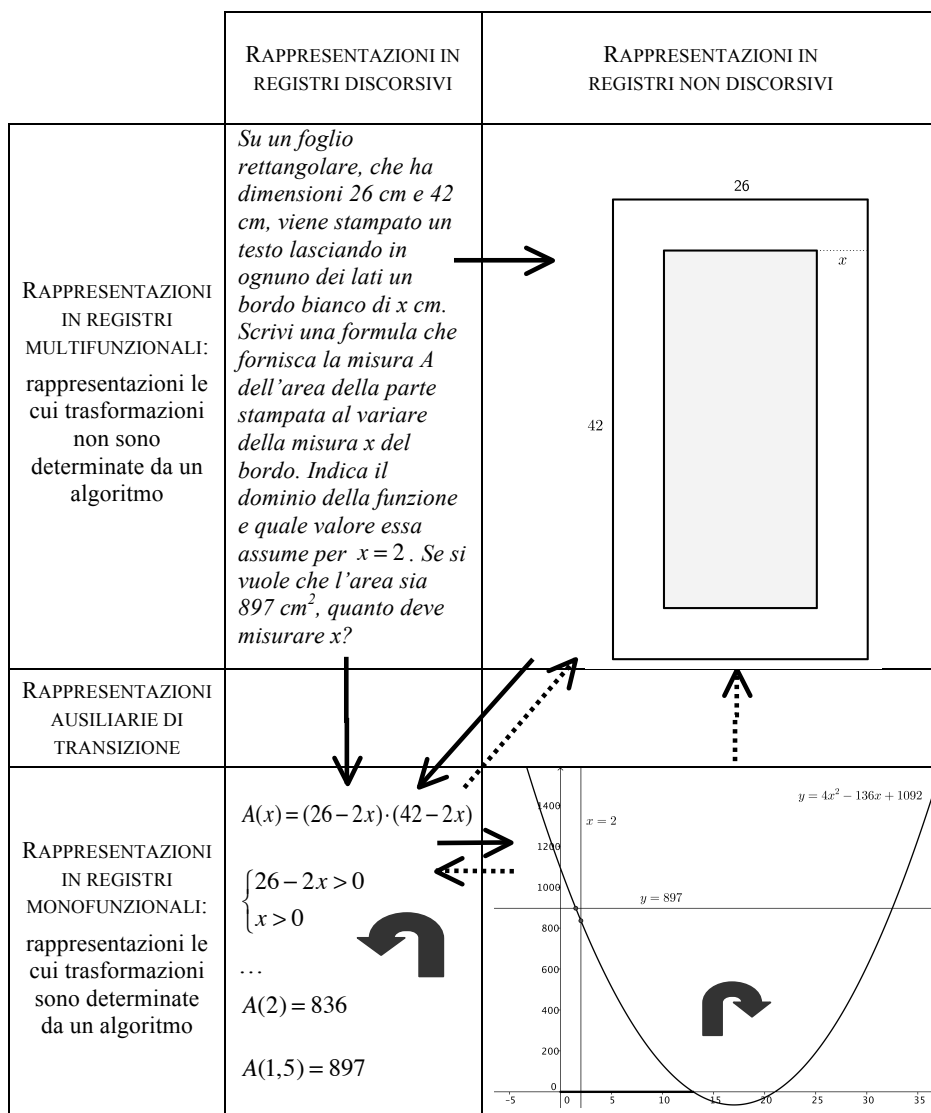 RAPPRESENTAZIONI IN
REGISTRI DISCORSIVI
RAPPRESENTAZIONI IN
REGISTRI NON DISCORSIVI
RAPPRESENTAZIONI
IN REGISTRI
MULTIFUNZIONALI:
rappresentazioni le
cui trasformazioni
non sono
determinate da un
algoritmo
Su un foglio
rettangolare, che ha
dimensioni 26 cm e 42
cm, viene stampato un
testo lasciando in
ognuno dei lati un
bordo bianco di x cm.
Scrivi una formula che
fornisca la misura A
dell'area della parte
stampata al variare
della misura x del
bordo. Indica il
dominio della funzione
e quale valore essa
assume per x = 2. Se si
vuole che l'area sia
897 cm², quanto deve
misurare x?
26
x
42
RAPPRESENTAZIONI
AUSILIARIE DI
TRANSIZIONE
RAPPRESENTAZIONI
IN REGISTRI
MONOFUNZIONALI:
rappresentazioni le
cui trasformazioni
sono determinate
da un algoritmo
A(x) = (26 − 2x)·(42 − 2x)
{26 − 2x > 0
x > 0
…
A(2) = 836
A(1,5) = 897
y = 4x² − 136x + 1092
1400
x = 2
1200
1000
y = 897
800
600
400
200
0
-5 0 5 10 15 20 25 30 35